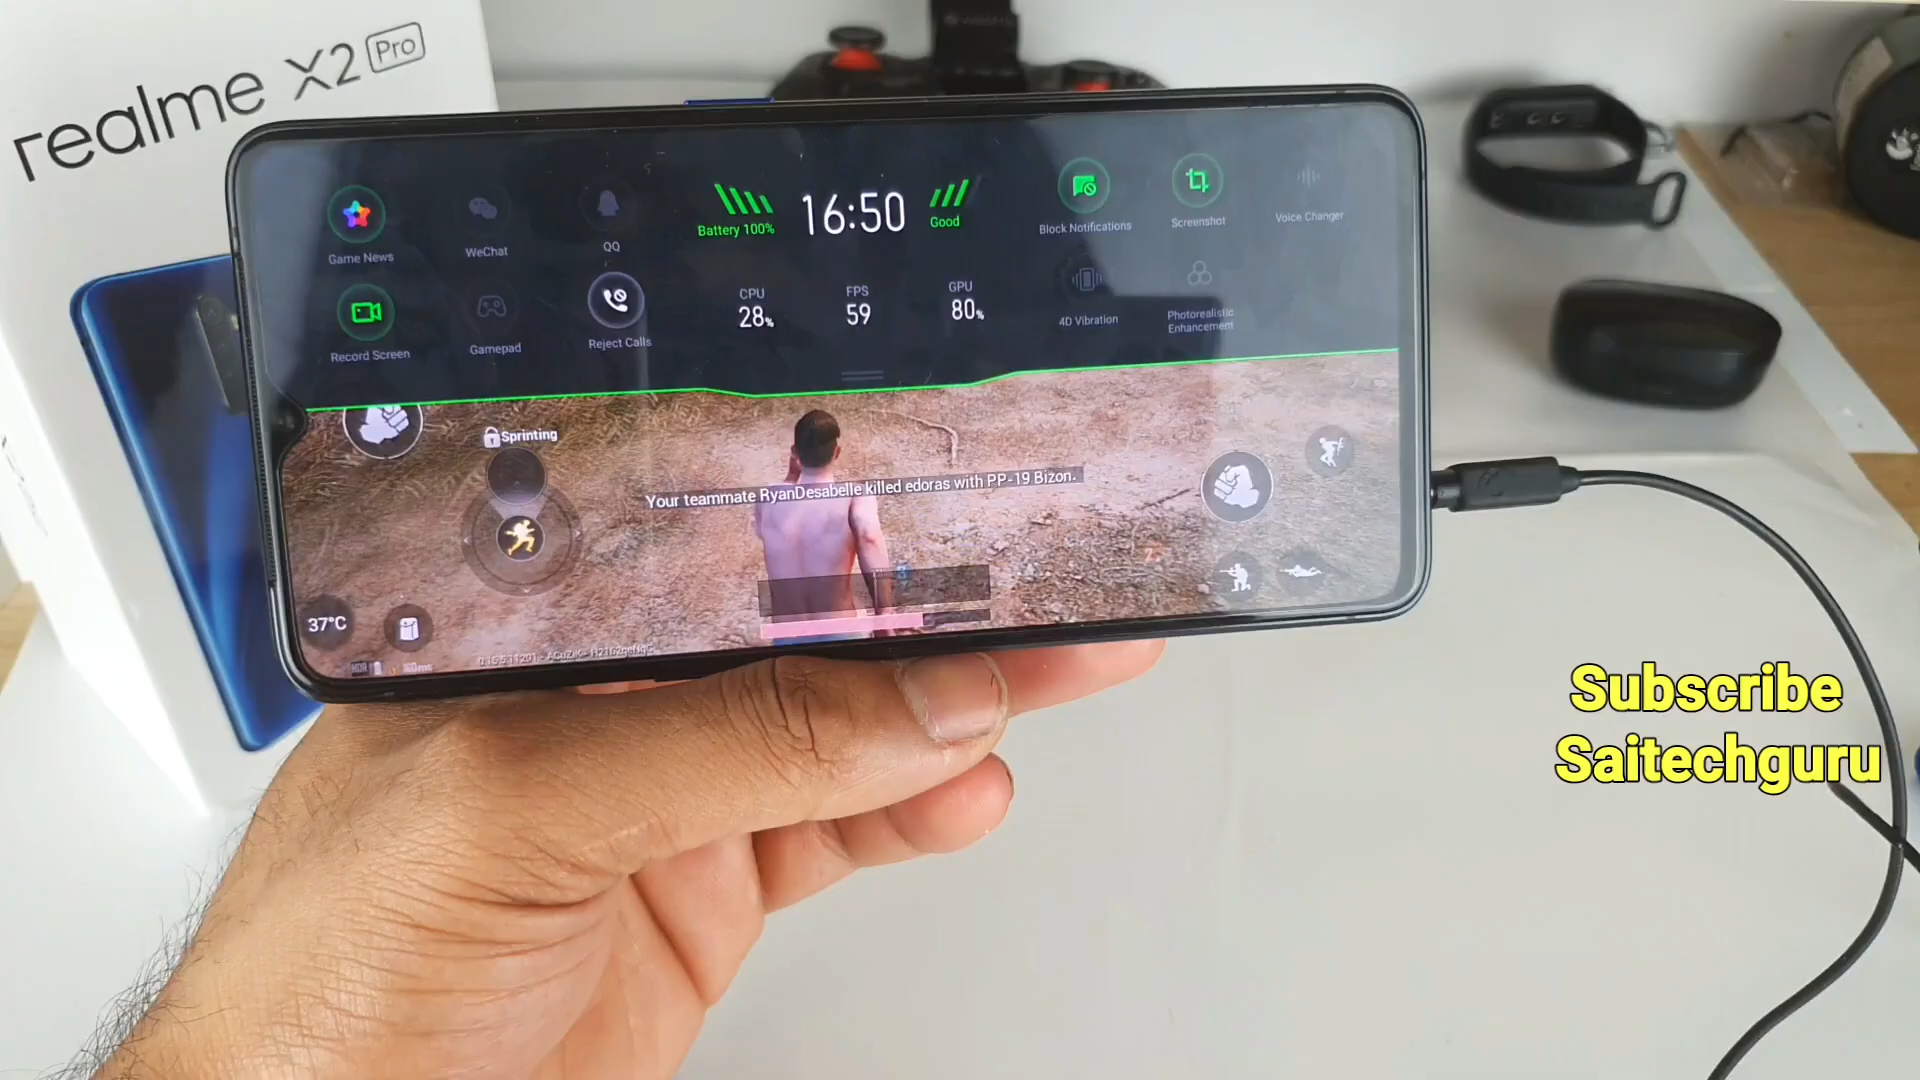 realme X2 Pro
Game News
WeChat
QQ
Battery 100%
16:50
Good
Block Notifications
Screenshot
Voice Changer
Record Screen
Gamepad
Reject Calls
CPU
28%
FPS
59
GPU
80%
4D Vibration
Photorealistic
Enhancement
Sprinting
Your teammate RyanDesabelle killed edoras with PP-19 Bizon.
37°C
HDR
160ms
Subscribe
Saitechguru